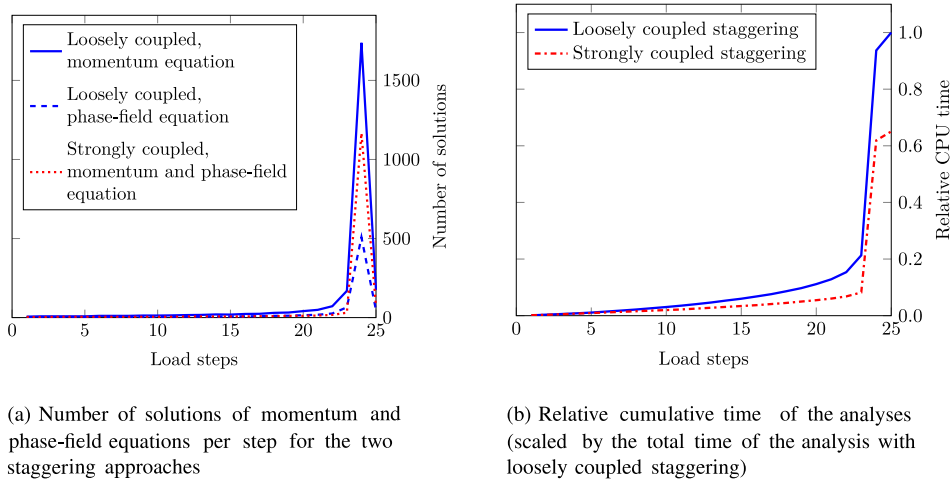 Loosely coupled,
momentum equation
Loosely coupled,
phase-field equation
Strongly coupled,
momentum and phase-field
equation
1500
1000
500
0
Number of solutions
0 5 10 15 20 25
Load steps
(a) Number of solutions of momentum and
phase-field equations per step for the two
staggering approaches
Loosely coupled staggering
Strongly coupled staggering
1.0
0.8
0.6
0.4
0.2
0.0
Relative CPU time
0 5 10 15 20 25
Load steps
(b) Relative cumulative time of the analyses
(scaled by the total time of the analysis with
loosely coupled staggering)